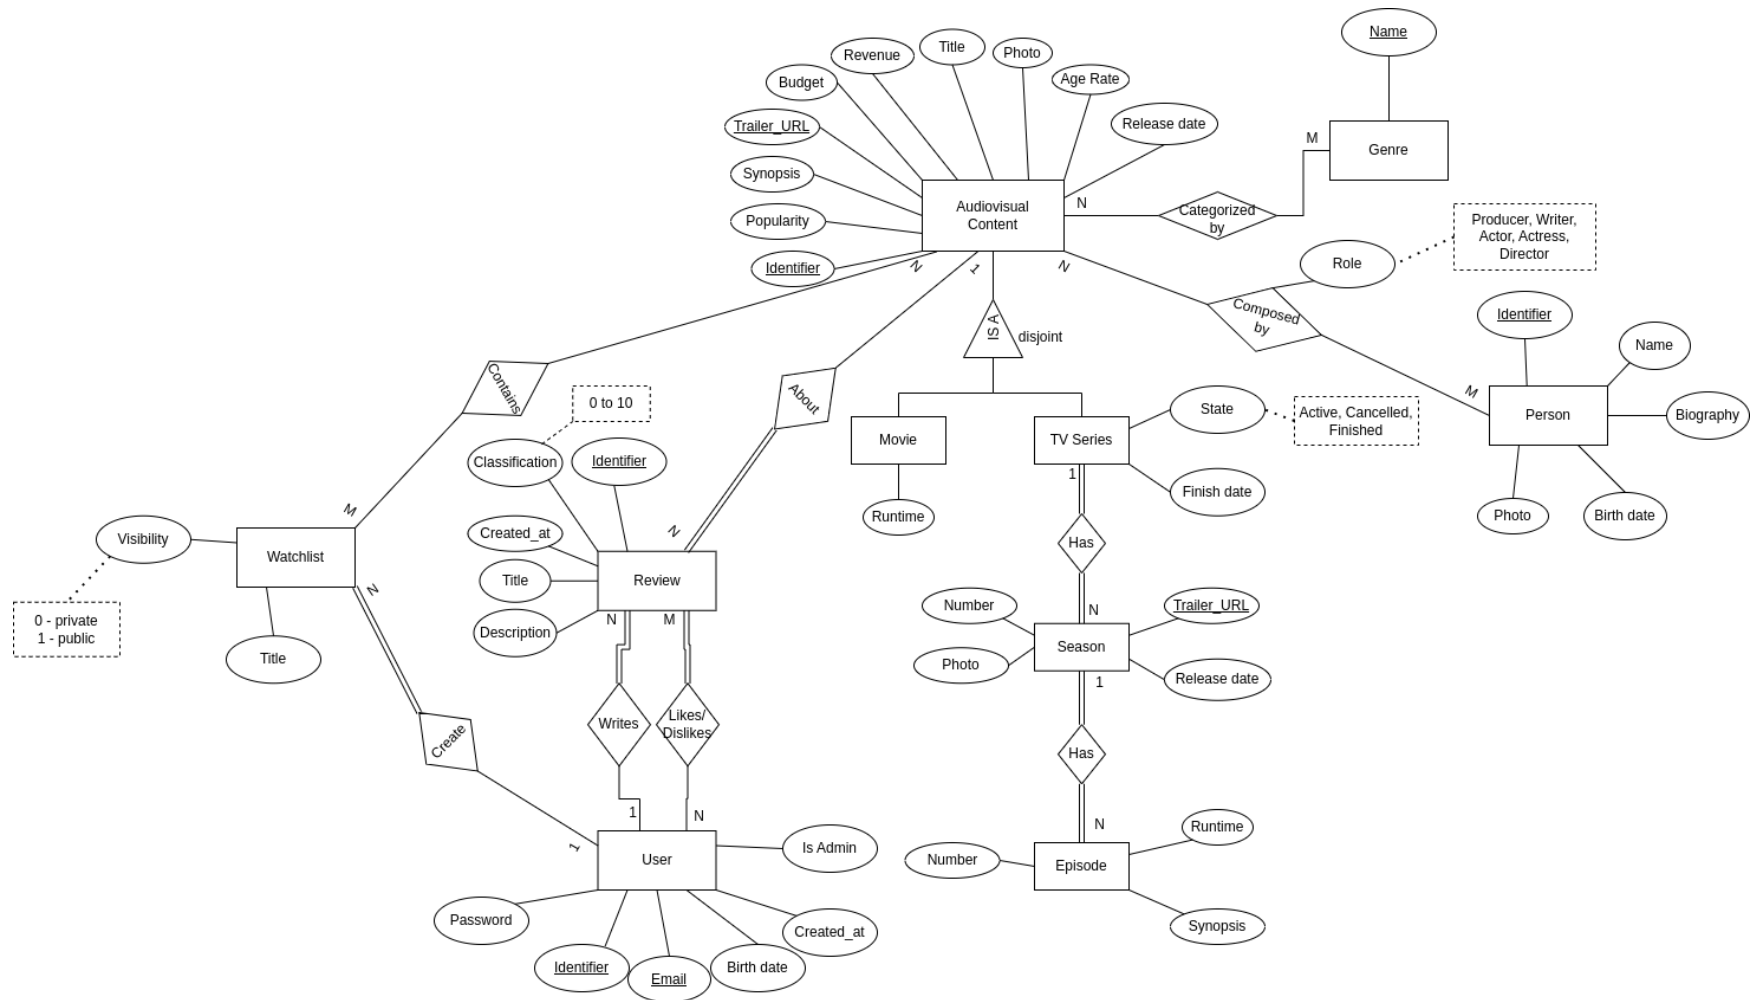 Name
Title
Photo
Revenue
Age Rate
Budget
Trailer_URL
Release date
M
Genre
Synopsis
N
Audiovisual
Content
Categorized
by
Popularity
Producer, Writer,
Actor, Actress,
Director
Identifier
N
1
N
Role
IS A
disjoint
Composed
by
Identifier
Name
Contains
About
0 to 10
M
State
Active, Cancelled,
Finished
Person
Biography
Movie
TV Series
Classification
Identifier
1
Finish date
Runtime
Photo
Birth date
M
N
Visibility
Created_at
Has
Watchlist
Review
Title
N
0 - private
1 - public
N
M
Description
Number
N
Trailer_URL
Season
Title
Photo
1
Release date
Writes
Likes/
Dislikes
Create
Has
1
N
N
Runtime
1
User
Is Admin
Number
Episode
Password
Created_at
Synopsis
Identifier
Email
Birth date